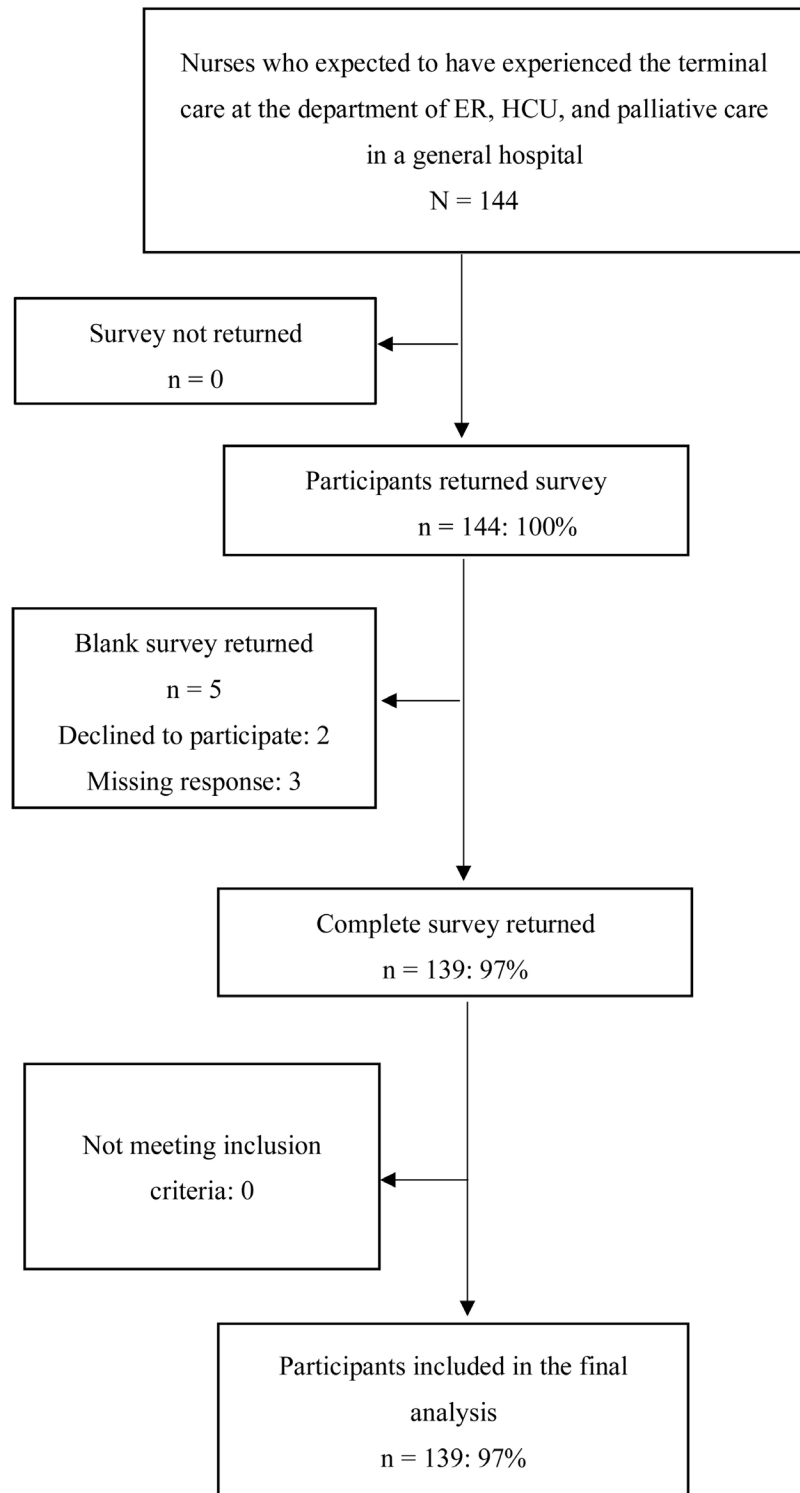 Nurses who expected to have experienced the terminal
care at the department of ER, HCU, and palliative care
in a general hospital
N = 144
Survey not returned
n = 0
Participants returned survey
n = 144: 100%
Blank survey returned
n = 5
Declined to participate: 2
Missing response: 3
Complete survey returned
n = 139: 97%
Not meeting inclusion
criteria: 0
Participants included in the final
analysis
n = 139: 97%